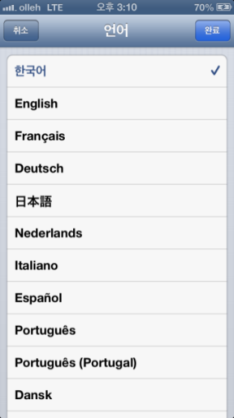 olleh LTE 오후 3:10 70%
취소 언어 완료
한국어
English
Français
Deutsch
日本語
Nederlands
Italiano
Español
Português
Português (Portugal)
Dansk